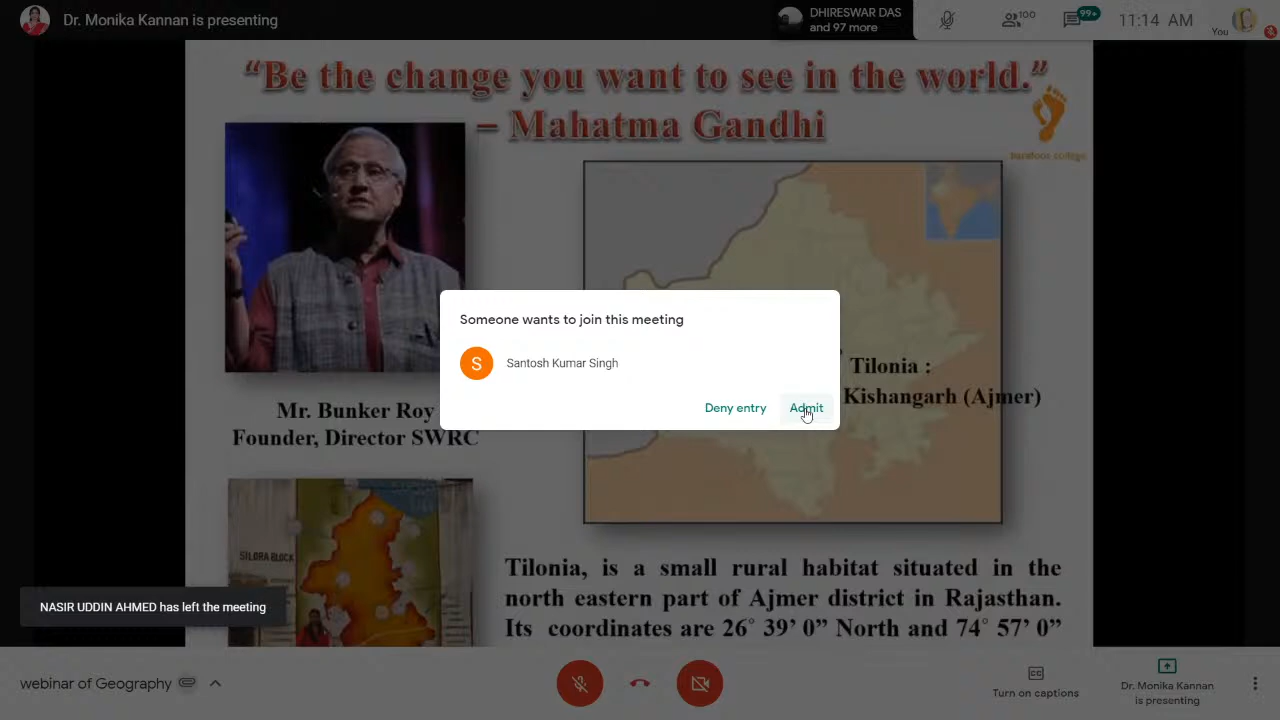 Dr. Monika Kannan is presenting
DHIRESWAR DAS
and 97 more
100
99+
11:14 AM
You
“Be the change you want to see in the world.”
– Mahatma Gandhi
barefoot college
Someone wants to join this meeting
S
Santosh Kumar Singh
Deny entry
Admit
Tilonia :
Kishangarh (Ajmer)
Mr. Bunker Roy
Founder, Director SWRC
SILORA BLOCK
Tilonia, is a small rural habitat situated in the
north eastern part of Ajmer district in Rajasthan.
Its coordinates are 26° 39' 0” North and 74° 57' 0”
NASIR UDDIN AHMED has left the meeting
webinar of Geography
CC
Turn on captions
Dr. Monika Kannan
is presenting